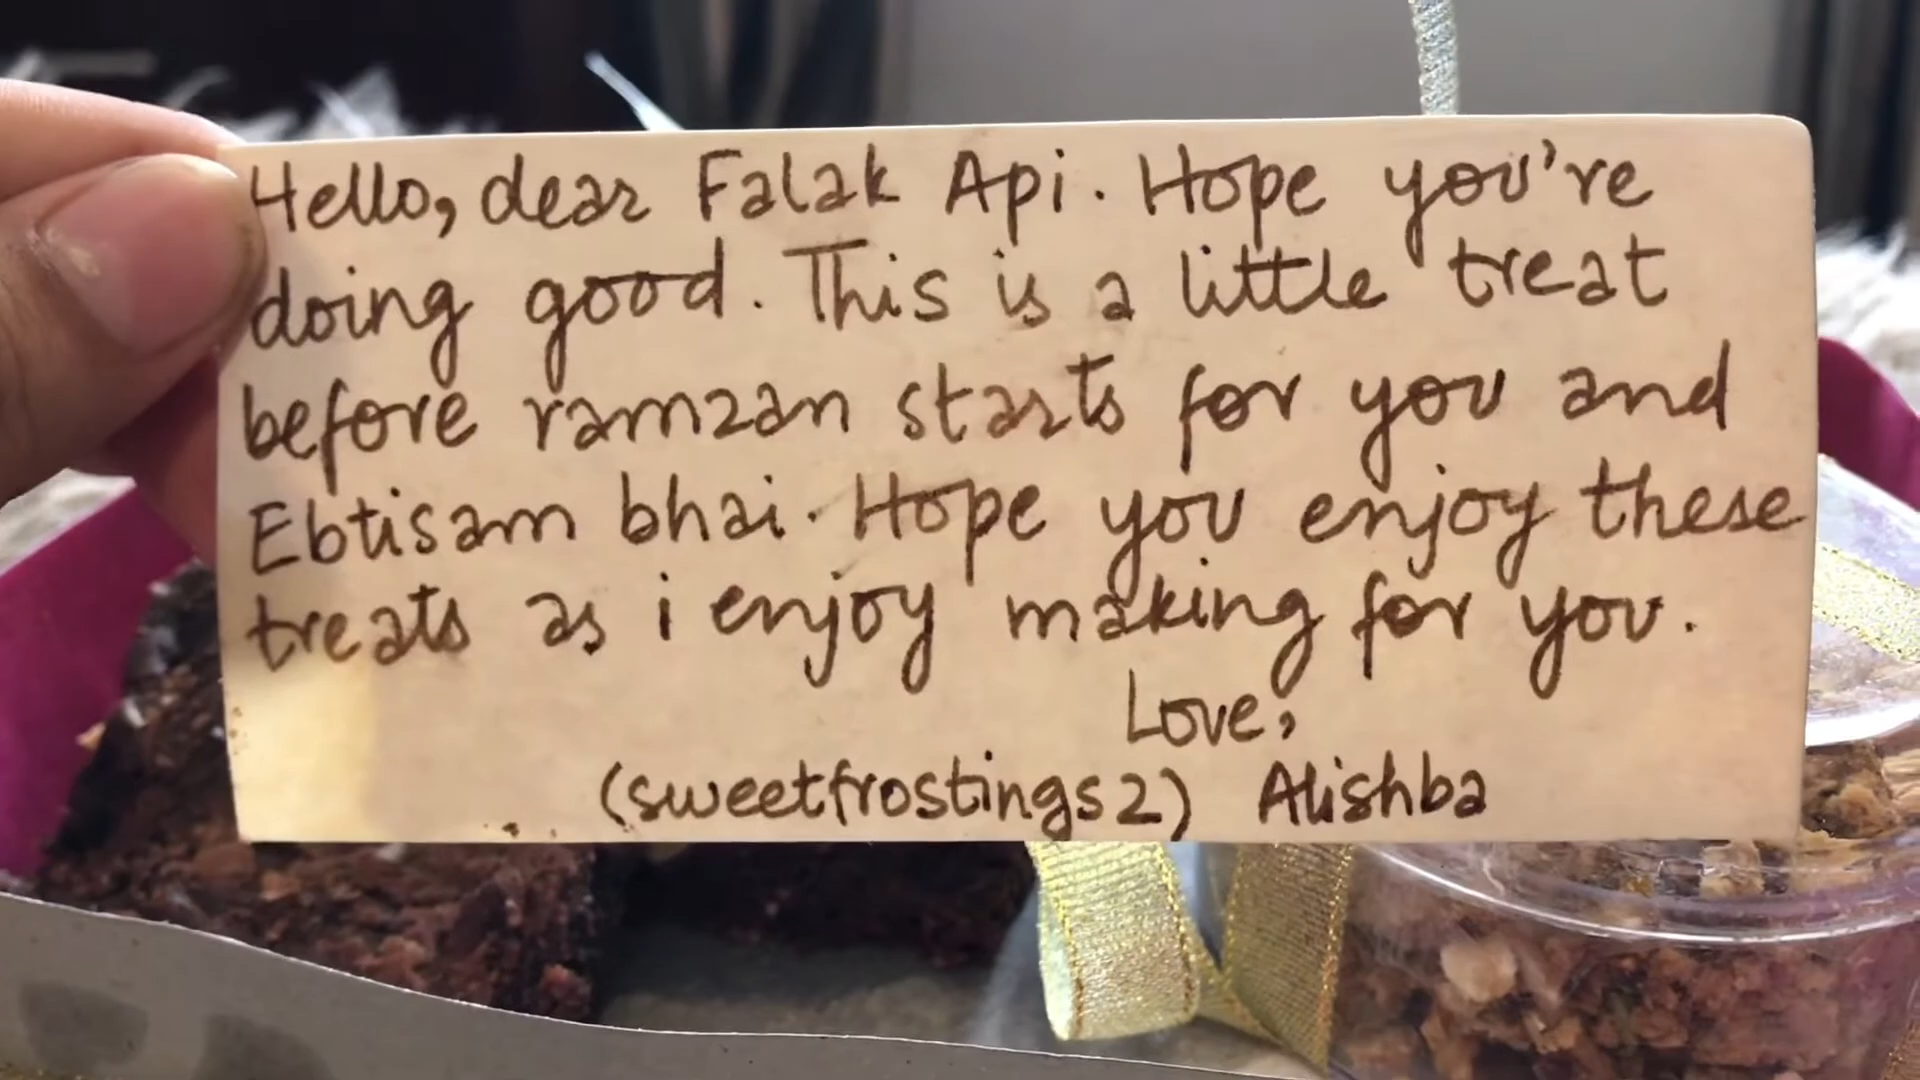 Hello, dear Falak Api. Hope you're
doing good. This is a little treat
before ramzan starts for you and
Ebtisam bhai. Hope you enjoy these
treats as i enjoy making for you.
Love,
(sweetfrostings2) Alishba